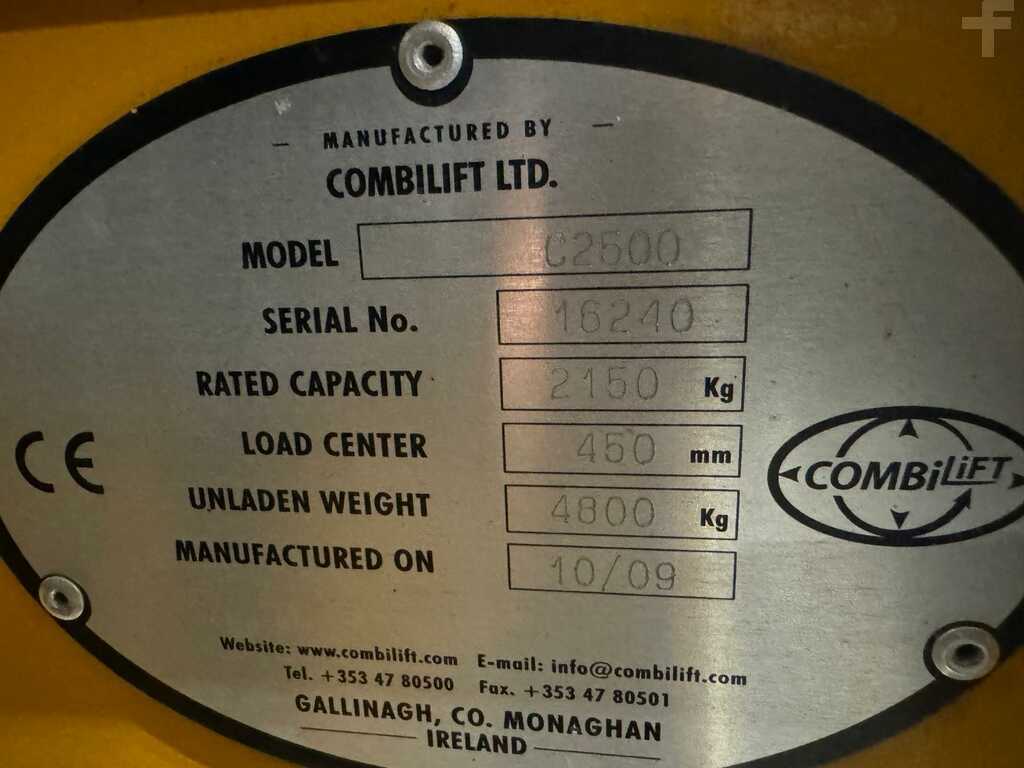 f
— MANUFACTURED BY —
COMBILIFT LTD.
MODEL C2500
SERIAL No. 16240
RATED CAPACITY 2150 Kg
LOAD CENTER 450 mm
UNLADEN WEIGHT 4800 Kg
MANUFACTURED ON 10/09
CE
COMBiLiFT
Website: www.combilift.com E-mail: info@combilift.com
Tel. +353 47 80500 Fax. +353 47 80501
GALLINAGH, CO. MONAGHAN
— IRELAND —